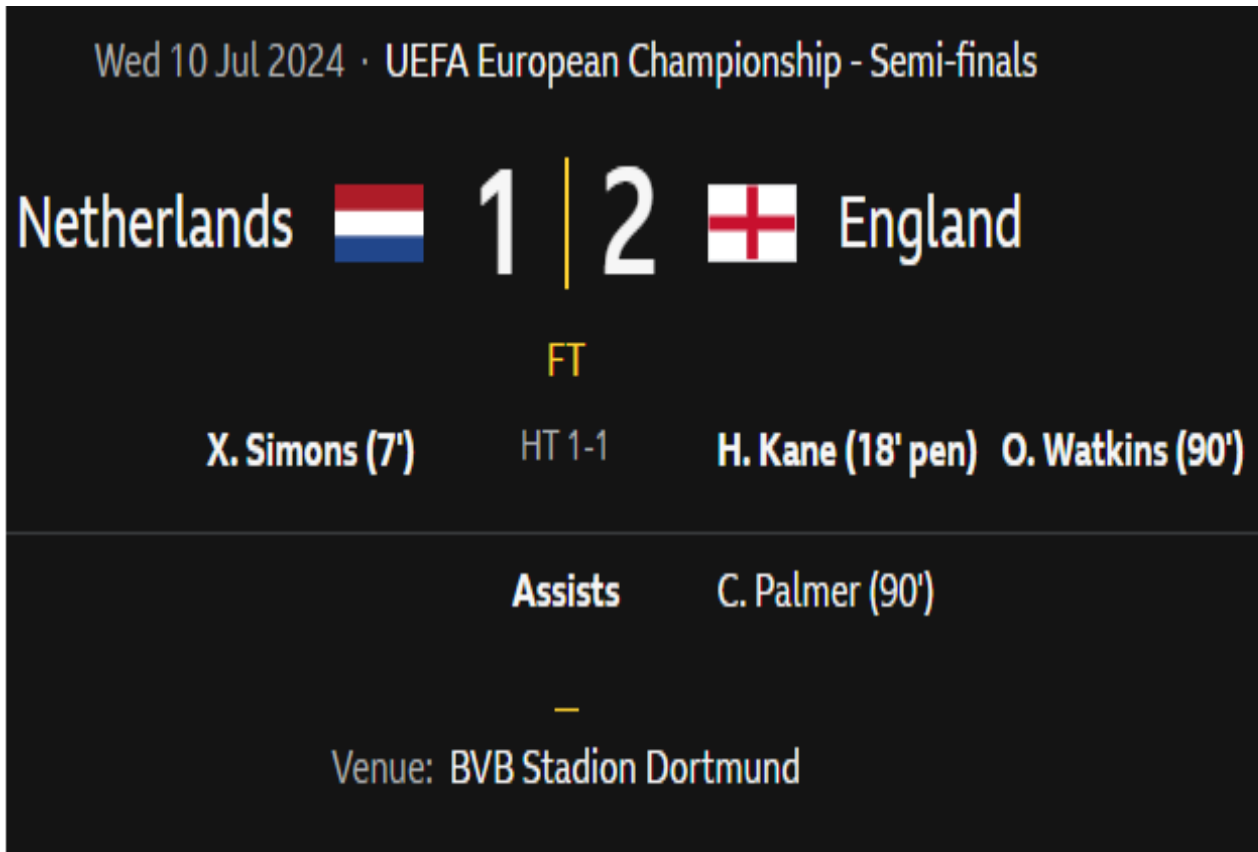 Wed 10 Jul 2024 · UEFA European Championship - Semi-finals
Netherlands 1 2 England
FT
X. Simons (7') HT 1-1 H. Kane (18' pen) O. Watkins (90')
Assists C. Palmer (90')
Venue: BVB Stadion Dortmund